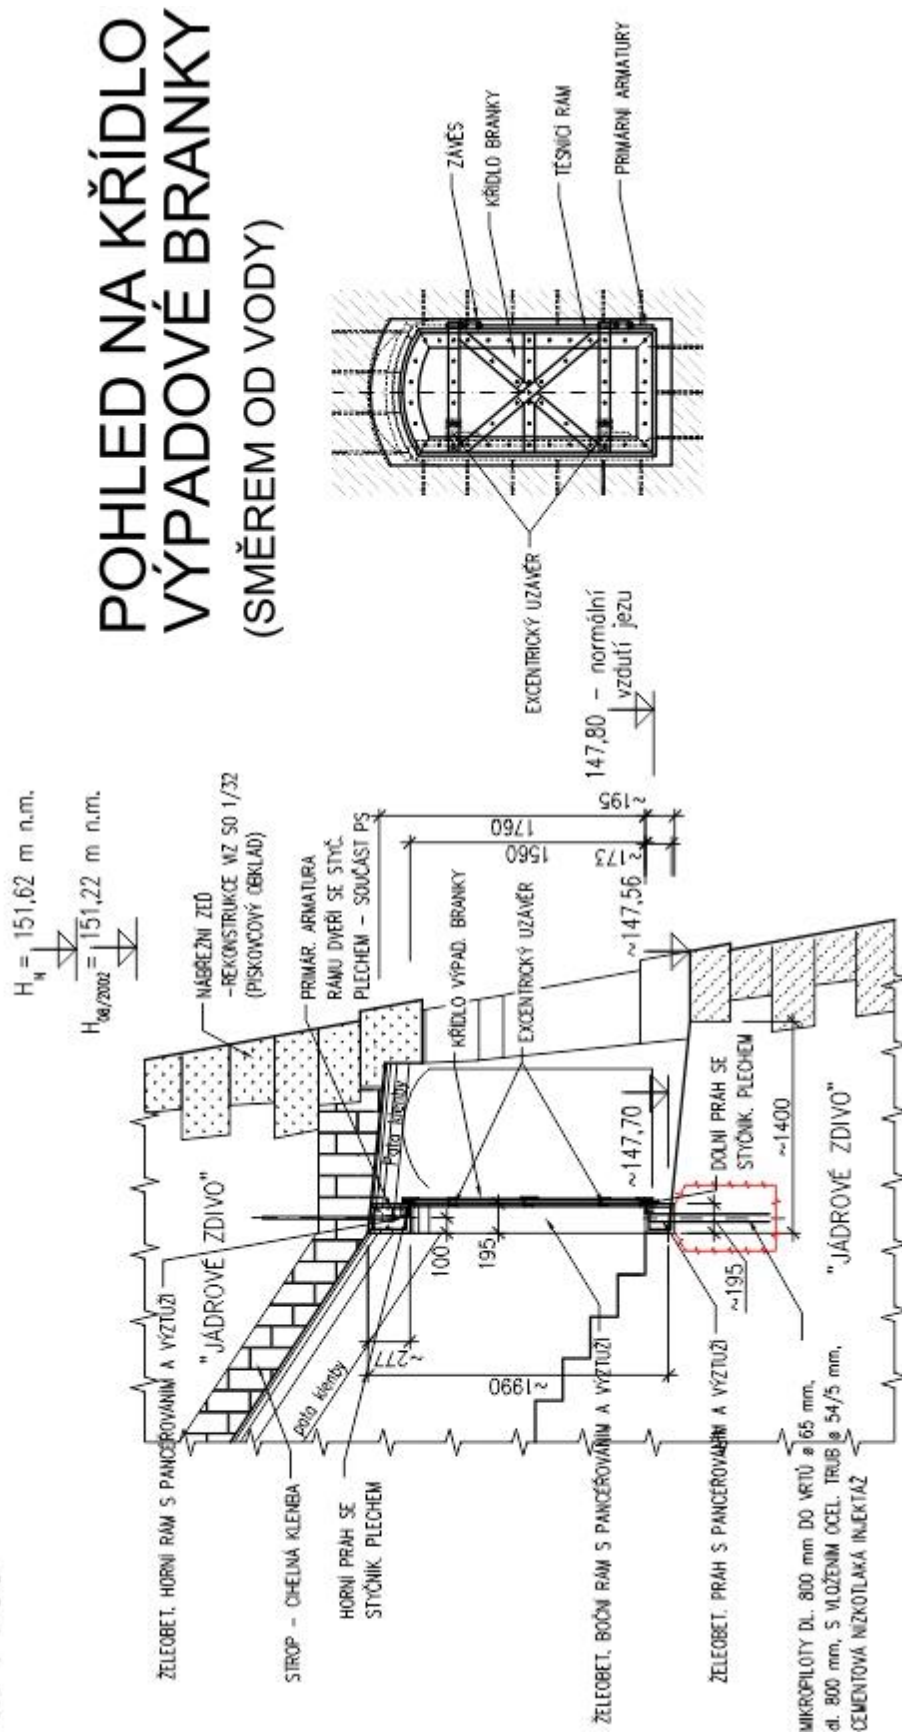 POHLED NA KŘÍDLO
VÝPADOVÉ BRANKY
(SMĚREM OD VODY)
ZÁVĚS
KŘÍDLO BRANKY
TĚSNÍCÍ RÁM
PRIMÁRNÍ ARMATURY
EXCENTRICKÝ UZÁVĚR
H_N = 151,62 m n.m.
H_08/2002 = 151,22 m n.m.
147,80 – normální
vzdutí jezu
NÁBŘEŽNÍ ZEĎ
-REKONSTRUKCE VIZ SO 1/32
(PÍSKOVCOVÝ OBKLAD)
PRIMÁR. ARMATURA
RÁMU DVEŘÍ SE STYČ.
PLECHEM - SOUČÁST PS
KŘÍDLO VÝPAD. BRANKY
EXCENTRICKÝ UZÁVĚR
~195
1760
1560
~173
~147,56
~147,70
Pata klenby
"JÁDROVÉ ZDIVO"
DOLNÍ PRÁH SE
STYČNÍK. PLECHEM
~1400
"JÁDROVÉ ZDIVO"
100
195
~195
~277
~1990
pata klenby
ŽELEOBET. HORNÍ RÁM S PANCÉROVÁNÍM A VÝZTUŽÍ
STROP - CIHELNÁ KLENBA
HORNÍ PRÁH SE
STYČNÍK. PLECHEM
ŽELEOBET. BOČNÍ RÁM S PANCÉROVÁNÍM A VÝZTUŽÍ
ŽELEOBET. PRÁH S PANCÉROVÁNÍM A VÝZTUŽÍ
MIKROPILOTY DL. 800 mm DO VRTŮ ø 65 mm,
dl. 800 mm, S VLOŽENÍM OCEL. TRUB ø 54/5 mm,
CEMENTOVÁ NÍZKOTLAKÁ INJEKTÁŽ